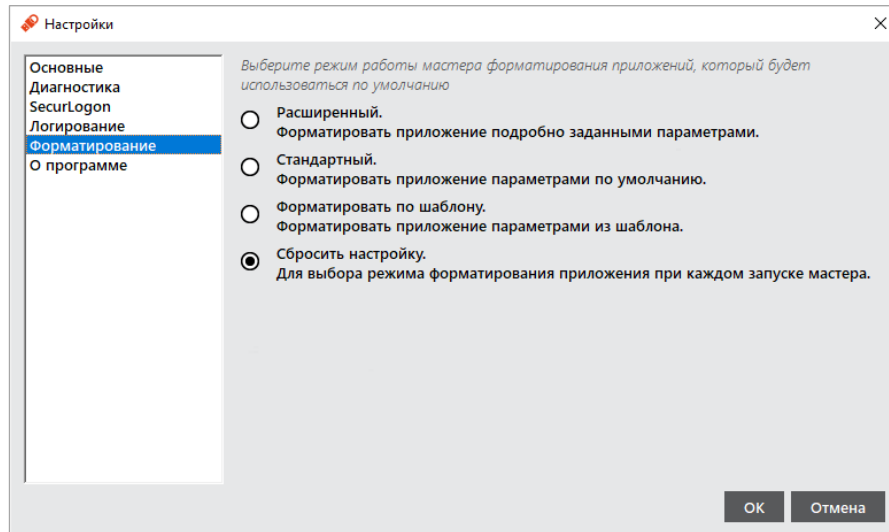 Настройки
Основные
Диагностика
SecurLogon
Логирование
Форматирование
О программе
Выберите режим работы мастера форматирования приложений, который будет
использоваться по умолчанию
Расширенный.
Форматировать приложение подробно заданными параметрами.
Стандартный.
Форматировать приложение параметрами по умолчанию.
Форматировать по шаблону.
Форматировать приложение параметрами из шаблона.
Сбросить настройку.
Для выбора режима форматирования приложения при каждом запуске мастера.
ОК
Отмена